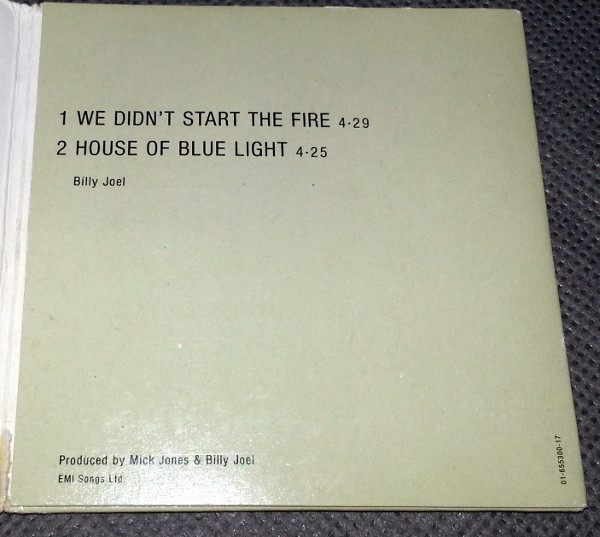 1 WE DIDN'T START THE FIRE 4·29
2 HOUSE OF BLUE LIGHT 4·25
Billy Joel
Produced by Mick Jones & Billy Joel
EMI Songs Ltd.
01-655300-17